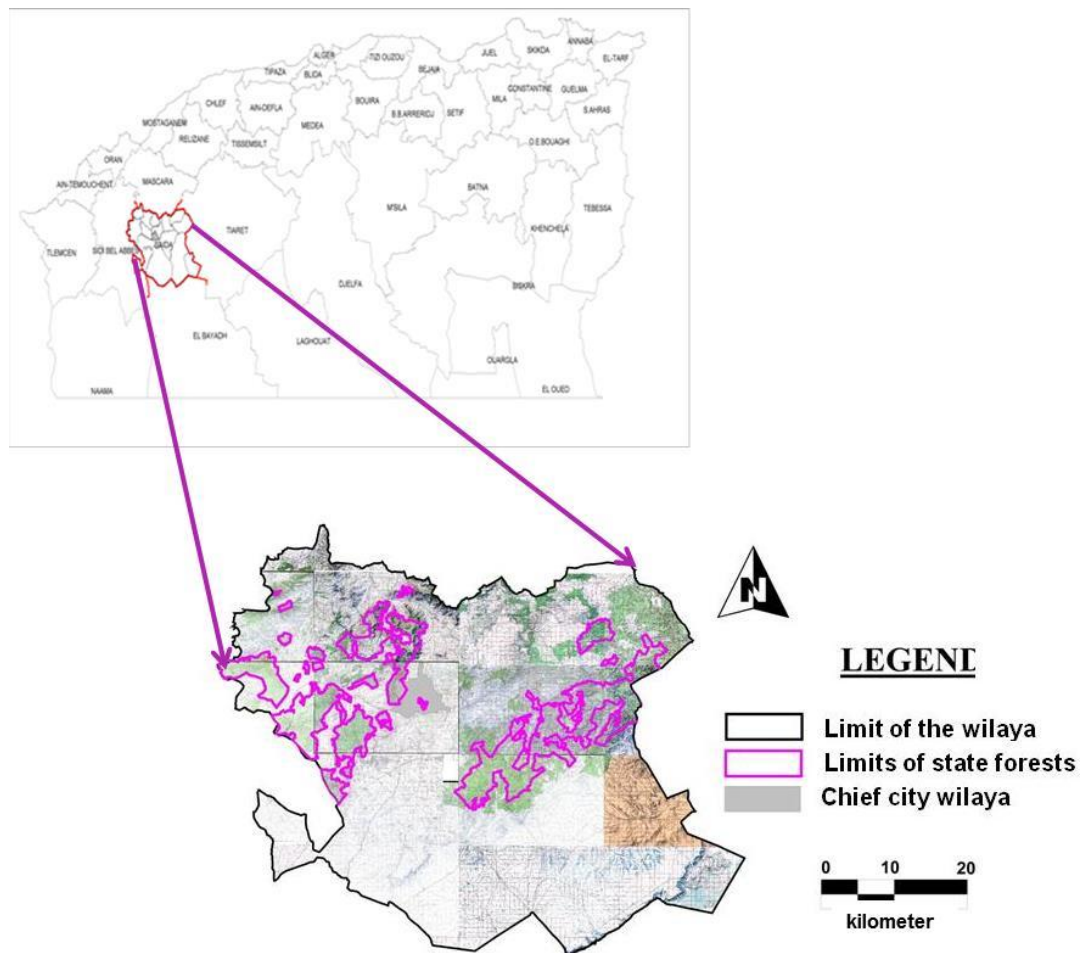 ALGER
TIZI OUZOU
JIJEL
SKIKDA
ANNABA
EL-TARF
TIPAZA
BLIDA
BEJAIA
CONSTANTINE
GUELMA
CHLEF
AIN-DEFLA
BOUIRA
MILA
S.AHRAS
MOSTAGANEM
MEDEA
B.B.ARRERIDJ
SETIF
RELIZANE
TISSEMSILT
O.E.BOUAGHI
ORAN
AIN-TEMOUCHENT
MASCARA
BATNA
M'SILA
KHENCHELA
TEBESSA
TLEMCEN
SIDI BEL ABBES
SAIDA
TIARET
DJELFA
BISKRA
EL BAYADH
LAGHOUAT
OUARGLA
NAAMA
EL OUED
N
LEGEND
Limit of the wilaya
Limits of state forests
Chief city wilaya
0 20
kilometer